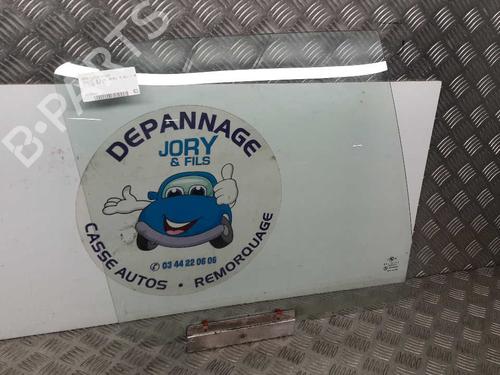 B-PARTS
DEPANNAGE
JORY
& FILS
03 44 22 06 06
CASSE AUTOS • REMORQUAGE